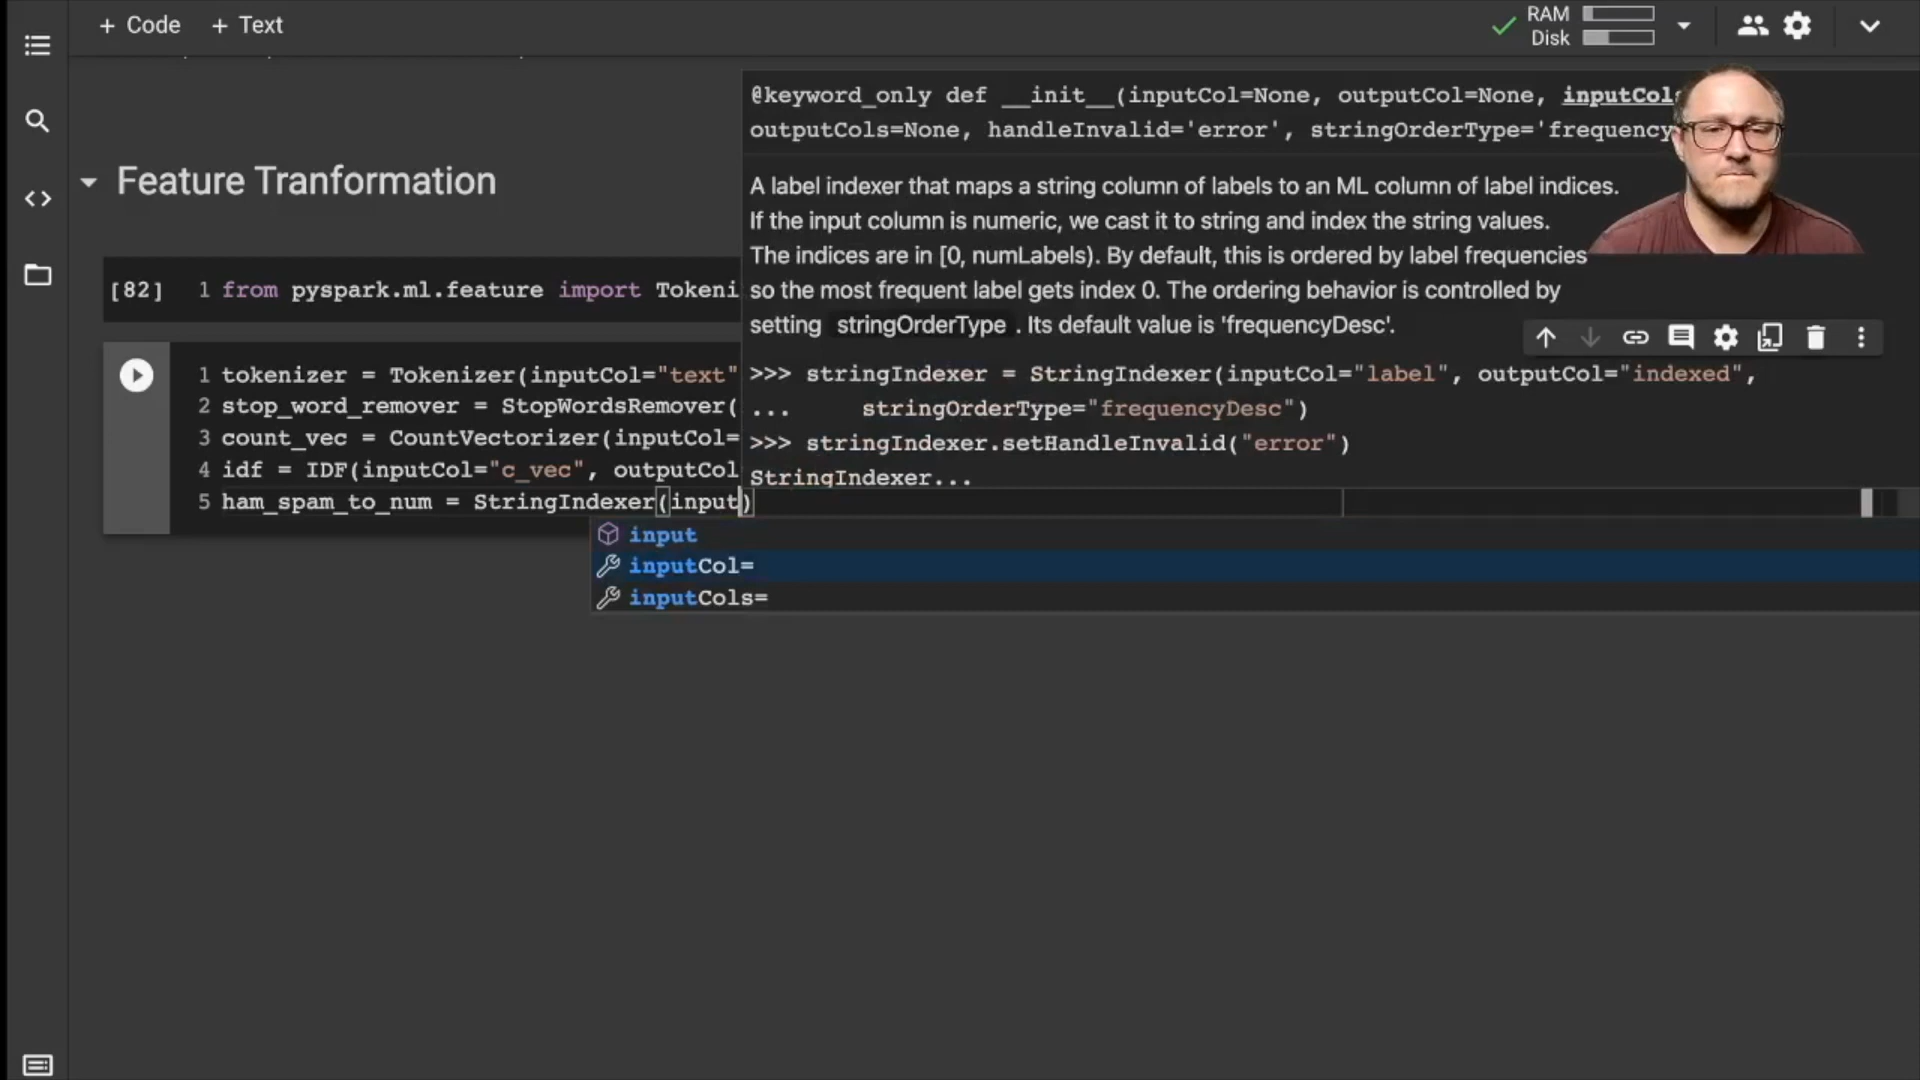 + Code + Text
RAM
Disk
@keyword_only def __init__(inputCol=None, outputCol=None, inputCols
outputCols=None, handleInvalid='error', stringOrderType='frequency
Feature Tranformation
A label indexer that maps a string column of labels to an ML column of label indices.
If the input column is numeric, we cast it to string and index the string values.
The indices are in [0, numLabels). By default, this is ordered by label frequencies
so the most frequent label gets index 0. The ordering behavior is controlled by
setting stringOrderType . Its default value is 'frequencyDesc'.
>>> stringIndexer = StringIndexer(inputCol="label", outputCol="indexed",
... stringOrderType="frequencyDesc")
>>> stringIndexer.setHandleInvalid("error")
StringIndexer...
[82] 1 from pyspark.ml.feature import Tokeni
1 tokenizer = Tokenizer(inputCol="text"
2 stop_word_remover = StopWordsRemover(
3 count_vec = CountVectorizer(inputCol=
4 idf = IDF(inputCol="c_vec", outputCol
5 ham_spam_to_num = StringIndexer(input)
input
inputCol=
inputCols=